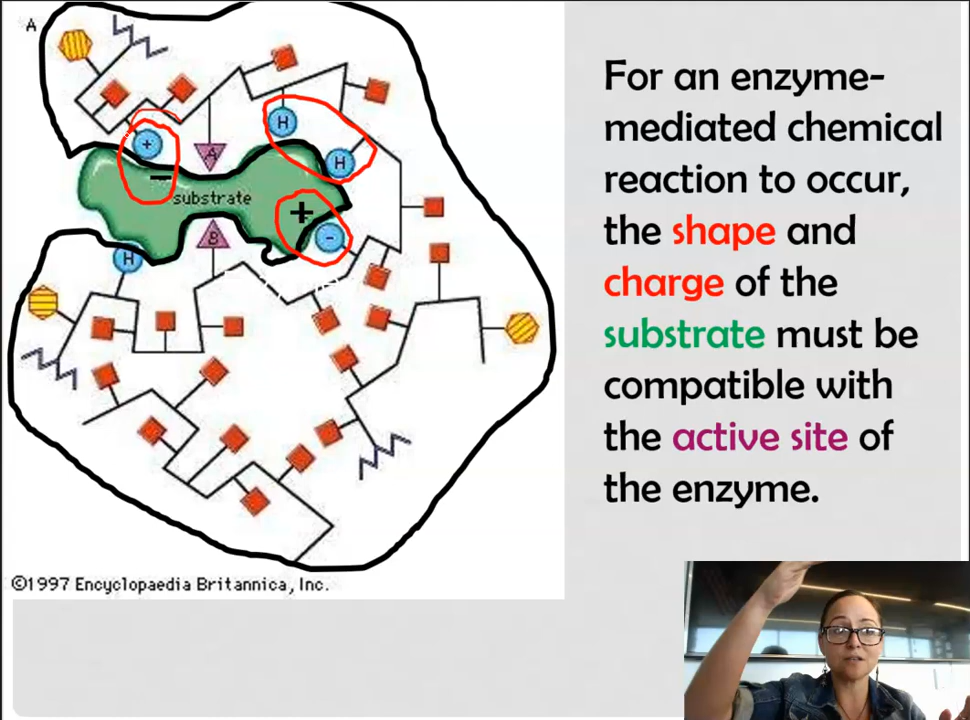 A
H
+
A
H
−
substrate
+
B
-
H
©1997 Encyclopaedia Britannica, Inc.
For an enzyme-
mediated chemical
reaction to occur,
the shape and
charge of the
substrate must be
compatible with
the active site of
the enzyme.